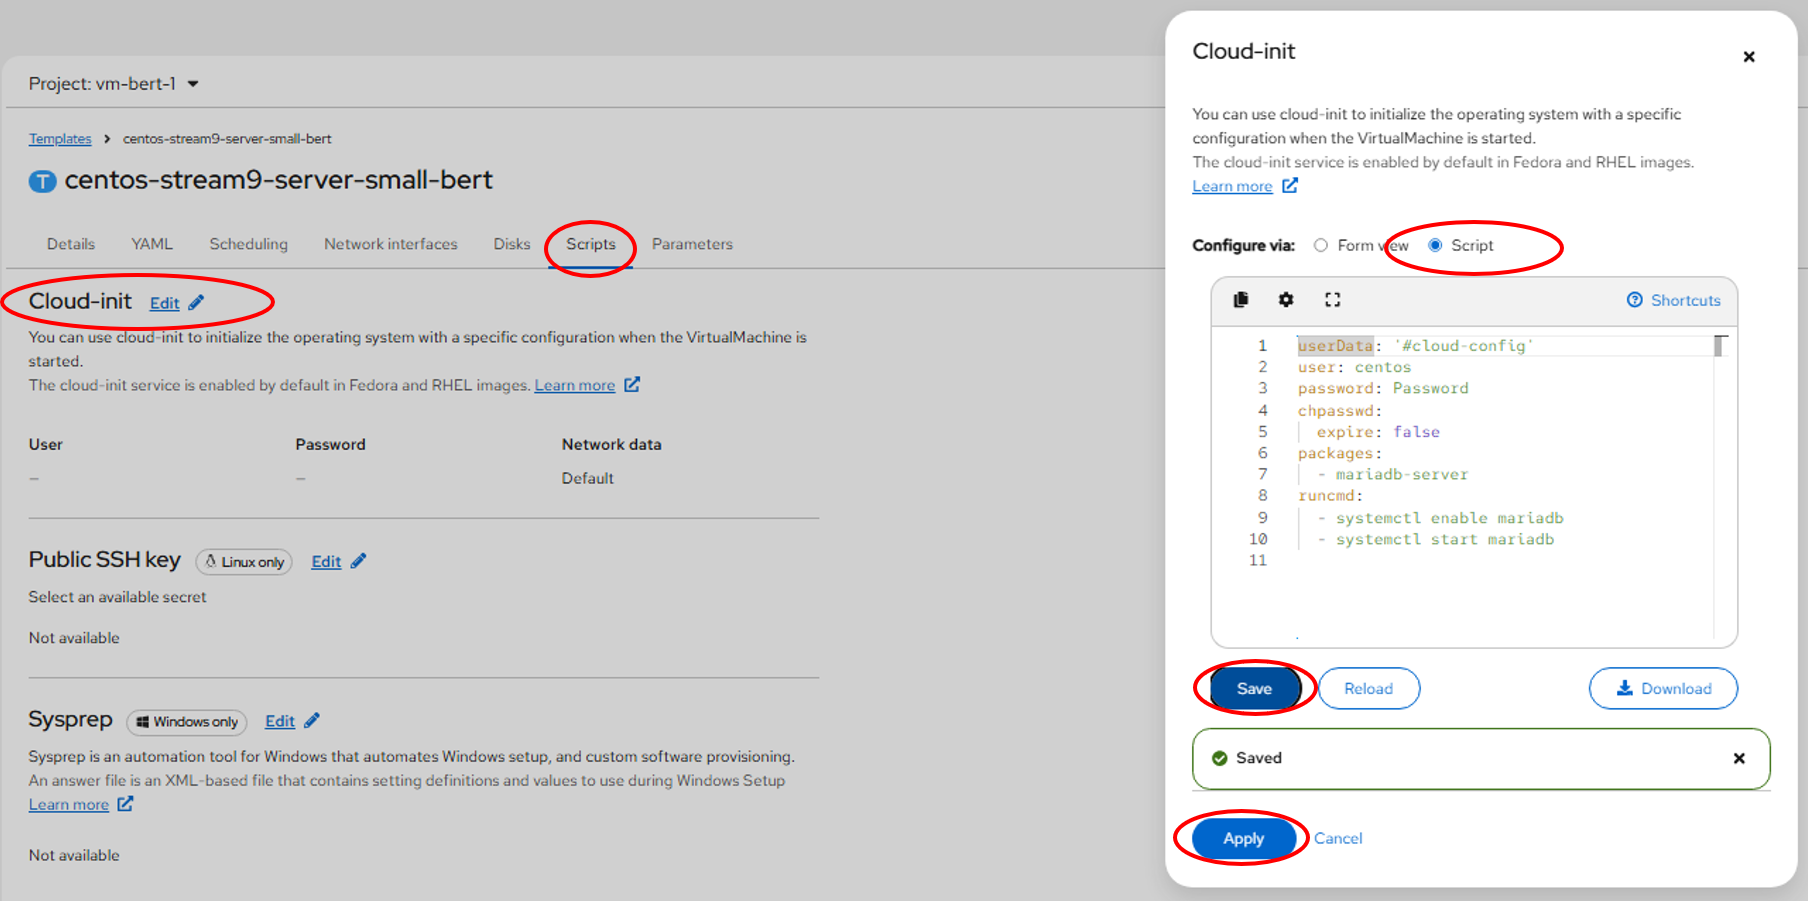 Project: vm-bert-1
Templates > centos-stream9-server-small-bert
T centos-stream9-server-small-bert
Details YAML Scheduling Network interfaces Disks Scripts Parameters
Cloud-init Edit
You can use cloud-init to initialize the operating system with a specific configuration when the VirtualMachine is
started.
The cloud-init service is enabled by default in Fedora and RHEL images. Learn more
User Password Network data
– – Default
Public SSH key Linux only Edit
Select an available secret
Not available
Sysprep Windows only Edit
Sysprep is an automation tool for Windows that automates Windows setup, and custom software provisioning.
An answer file is an XML-based file that contains setting definitions and values to use during Windows Setup
Learn more
Not available
Cloud-init
You can use cloud-init to initialize the operating system with a specific
configuration when the VirtualMachine is started.
The cloud-init service is enabled by default in Fedora and RHEL images.
Learn more
Configure via: Form view Script
Shortcuts
1 userData: '#cloud-config'
2 user: centos
3 password: Password
4 chpasswd:
5 expire: false
6 packages:
7 - mariadb-server
8 runcmd:
9 - systemctl enable mariadb
10 - systemctl start mariadb
11
Save Reload Download
Saved
Apply Cancel